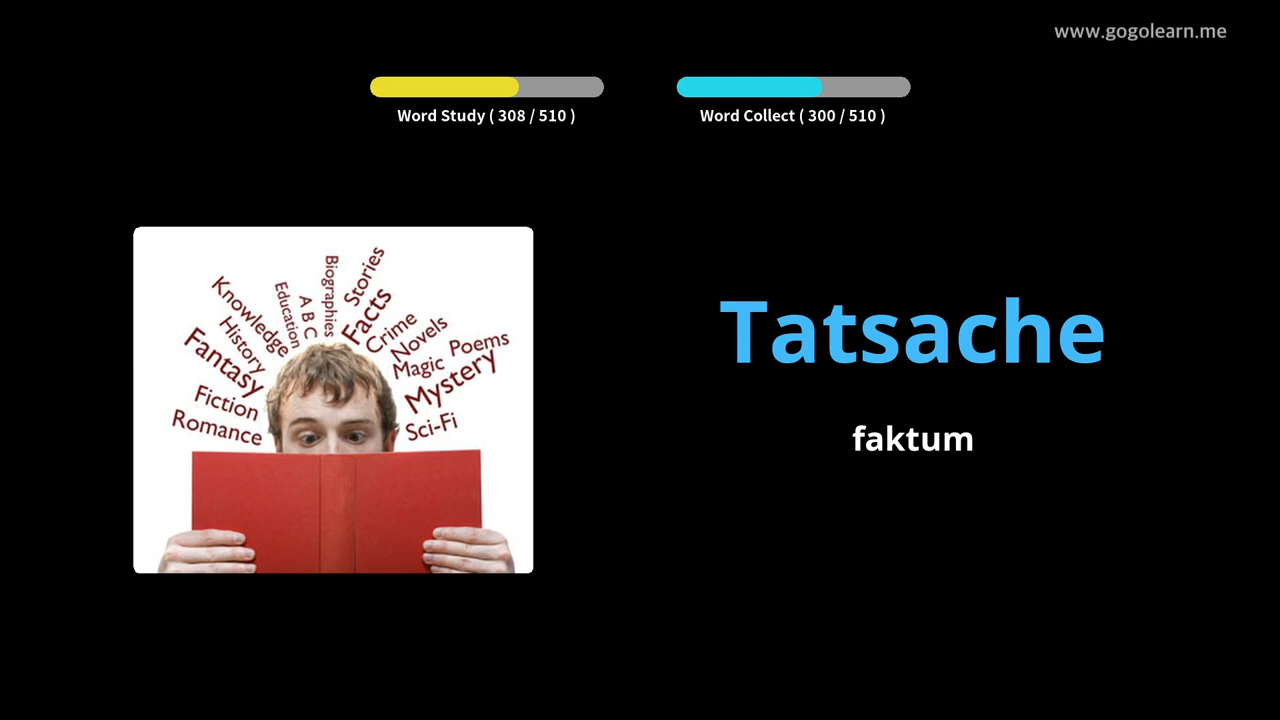 www.gogolearn.me
Word Study ( 308 / 510 )
Word Collect ( 300 / 510 )
Knowledge
Education
A B C
Biographies
Stories
Facts
Crime
History
Novels
Fantasy
Magic
Poems
Mystery
Fiction
Romance
Sci-Fi
Tatsache
faktum